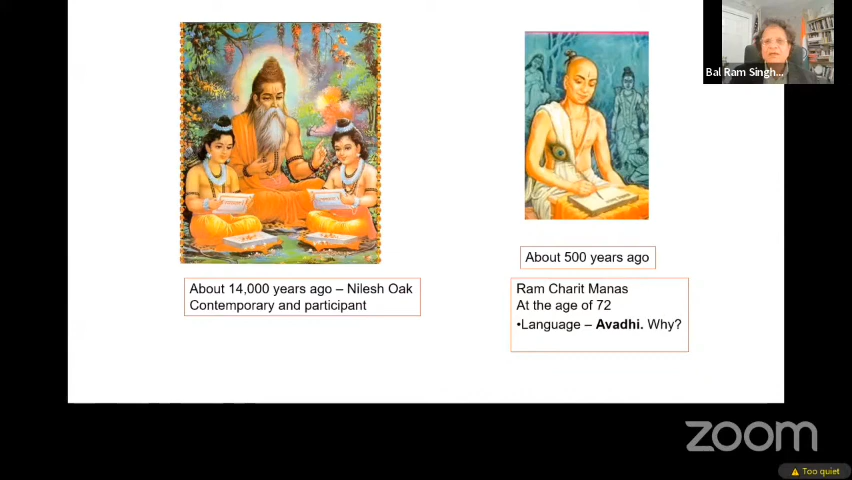 Bal Ram Singh...
About 14,000 years ago – Nilesh Oak
Contemporary and participant
About 500 years ago
Ram Charit Manas
At the age of 72
•Language – Avadhi. Why?
zoom
Too quiet